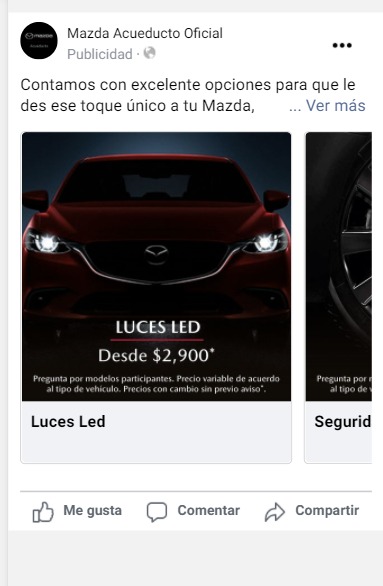 mazda
Acueducto
Mazda Acueducto Oficial
Publicidad ·
Contamos con excelente opciones para que le
des ese toque único a tu Mazda, ... Ver más
LUCES LED
Desde $2,900*
Pregunta por modelos participantes. Precio variable de acuerdo
al tipo de vehículo. Precios con cambio sin previo aviso*.
Luces Led
Pregunta por
al tipo de v
Segurid
Me gusta
Comentar
Compartir